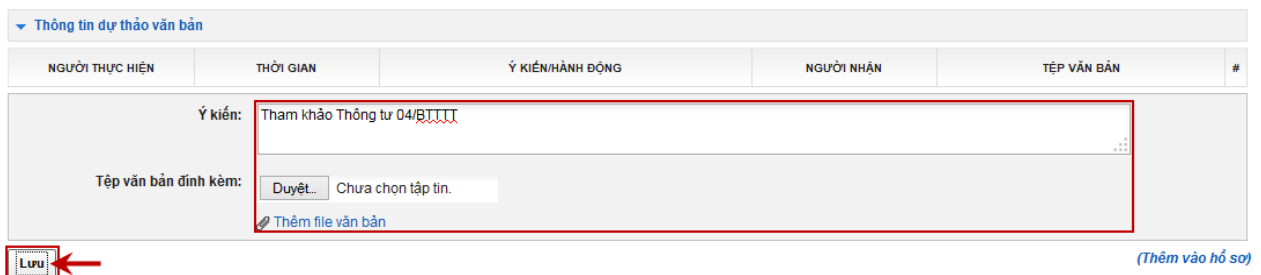 Thông tin dự thảo văn bản
NGƯỜI THỰC HIỆN THỜI GIAN Ý KIẾN/HÀNH ĐỘNG NGƯỜI NHẬN TỆP VĂN BẢN #
Ý kiến: Tham khảo Thông tư 04/BTTTT
Tệp văn bản đính kèm: Duyệt... Chưa chọn tập tin.
Thêm file văn bản
Lưu (Thêm vào hồ sơ)